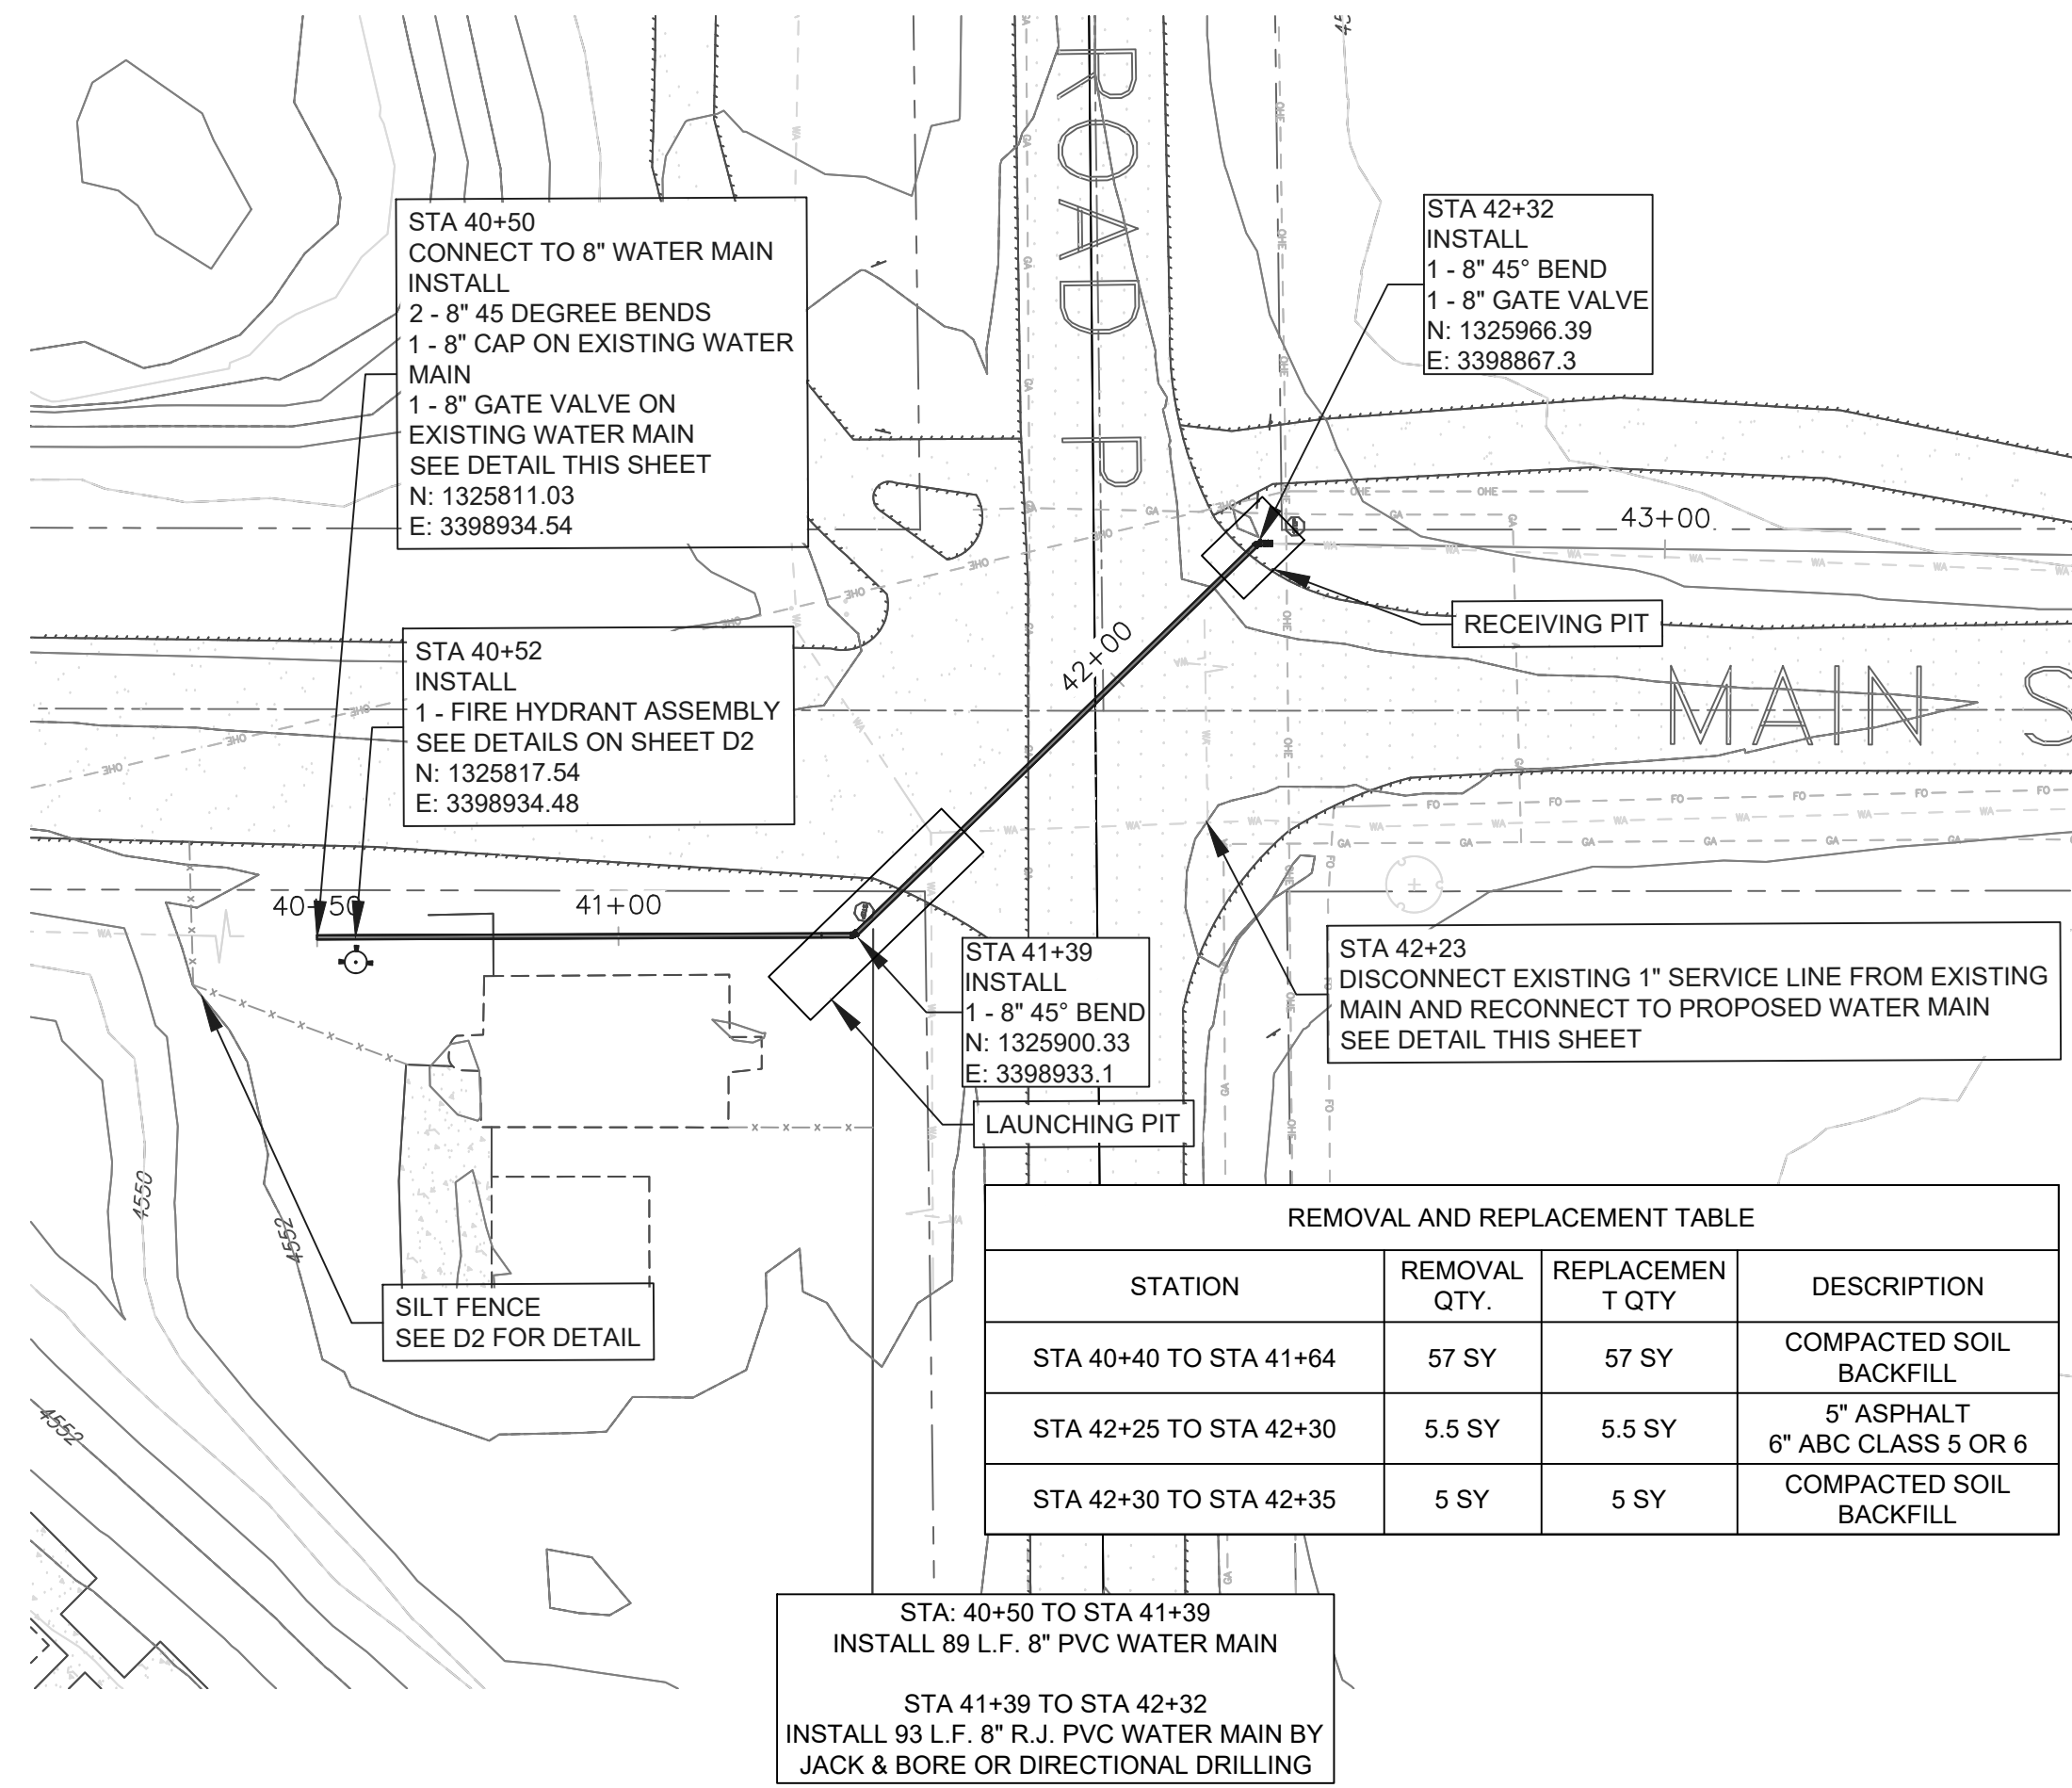 ROAD P
STA 40+50
CONNECT TO 8" WATER MAIN
INSTALL
2 - 8" 45 DEGREE BENDS
1 - 8" CAP ON EXISTING WATER
MAIN
1 - 8" GATE VALVE ON
EXISTING WATER MAIN
SEE DETAIL THIS SHEET
N: 1325811.03
E: 3398934.54
STA 42+32
INSTALL
1 - 8" 45° BEND
1 - 8" GATE VALVE
N: 1325966.39
E: 3398867.3
43+00
RECEIVING PIT
42+00
MAIN S
STA 40+52
INSTALL
1 - FIRE HYDRANT ASSEMBLY
SEE DETAILS ON SHEET D2
N: 1325817.54
E: 3398934.48
40+50
41+00
STA 41+39
INSTALL
1 - 8" 45° BEND
N: 1325900.33
E: 3398933.1
STA 42+23
DISCONNECT EXISTING 1" SERVICE LINE FROM EXISTING
MAIN AND RECONNECT TO PROPOSED WATER MAIN
SEE DETAIL THIS SHEET
LAUNCHING PIT
4550
4552
4552
SILT FENCE
SEE D2 FOR DETAIL
REMOVAL AND REPLACEMENT TABLE
STATION
REMOVAL
QTY.
REPLACEMEN
T QTY
DESCRIPTION
STA 40+40 TO STA 41+64
57 SY
57 SY
COMPACTED SOIL
BACKFILL
STA 42+25 TO STA 42+30
5.5 SY
5.5 SY
5" ASPHALT
6" ABC CLASS 5 OR 6
STA 42+30 TO STA 42+35
5 SY
5 SY
COMPACTED SOIL
BACKFILL
STA: 40+50 TO STA 41+39
INSTALL 89 L.F. 8" PVC WATER MAIN
STA 41+39 TO STA 42+32
INSTALL 93 L.F. 8" R.J. PVC WATER MAIN BY
JACK & BORE OR DIRECTIONAL DRILLING